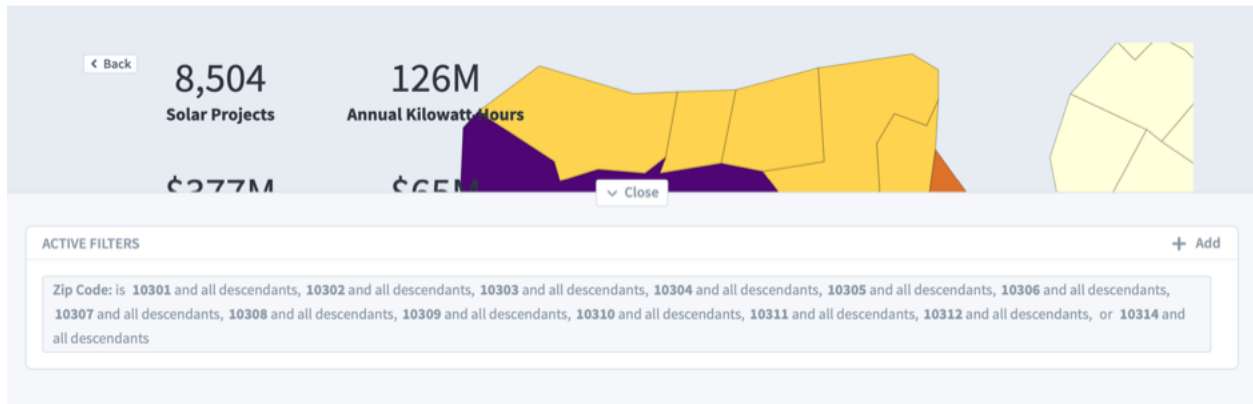 Back
8,504
126M
Solar Projects
Annual Kilowatt Hours
$377M
$65M
Close
ACTIVE FILTERS
+ Add
Zip Code: is 10301 and all descendants, 10302 and all descendants, 10303 and all descendants, 10304 and all descendants, 10305 and all descendants, 10306 and all descendants,
10307 and all descendants, 10308 and all descendants, 10309 and all descendants, 10310 and all descendants, 10311 and all descendants, 10312 and all descendants, or 10314 and
all descendants